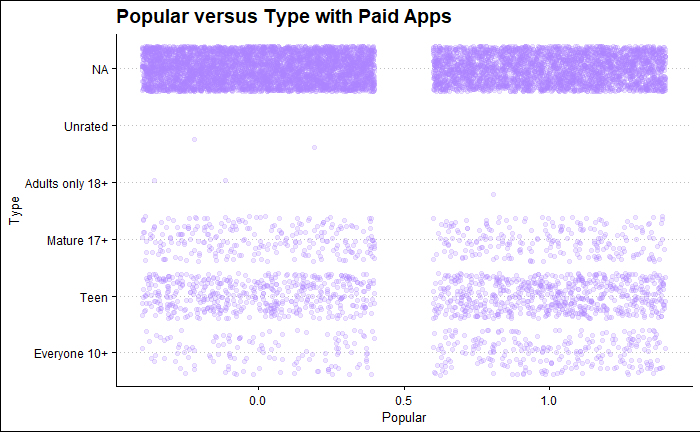 Popular versus Type with Paid Apps
NA
Unrated
Adults only 18+
Mature 17+
Teen
Everyone 10+
Type
0.0 0.5 1.0
Popular